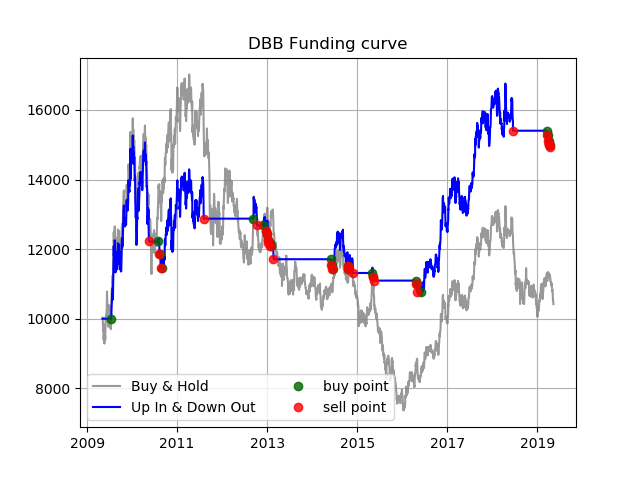 DBB Funding curve
16000
14000
12000
10000
8000
Buy & Hold
buy point
Up In & Down Out
sell point
2009
2011
2013
2015
2017
2019